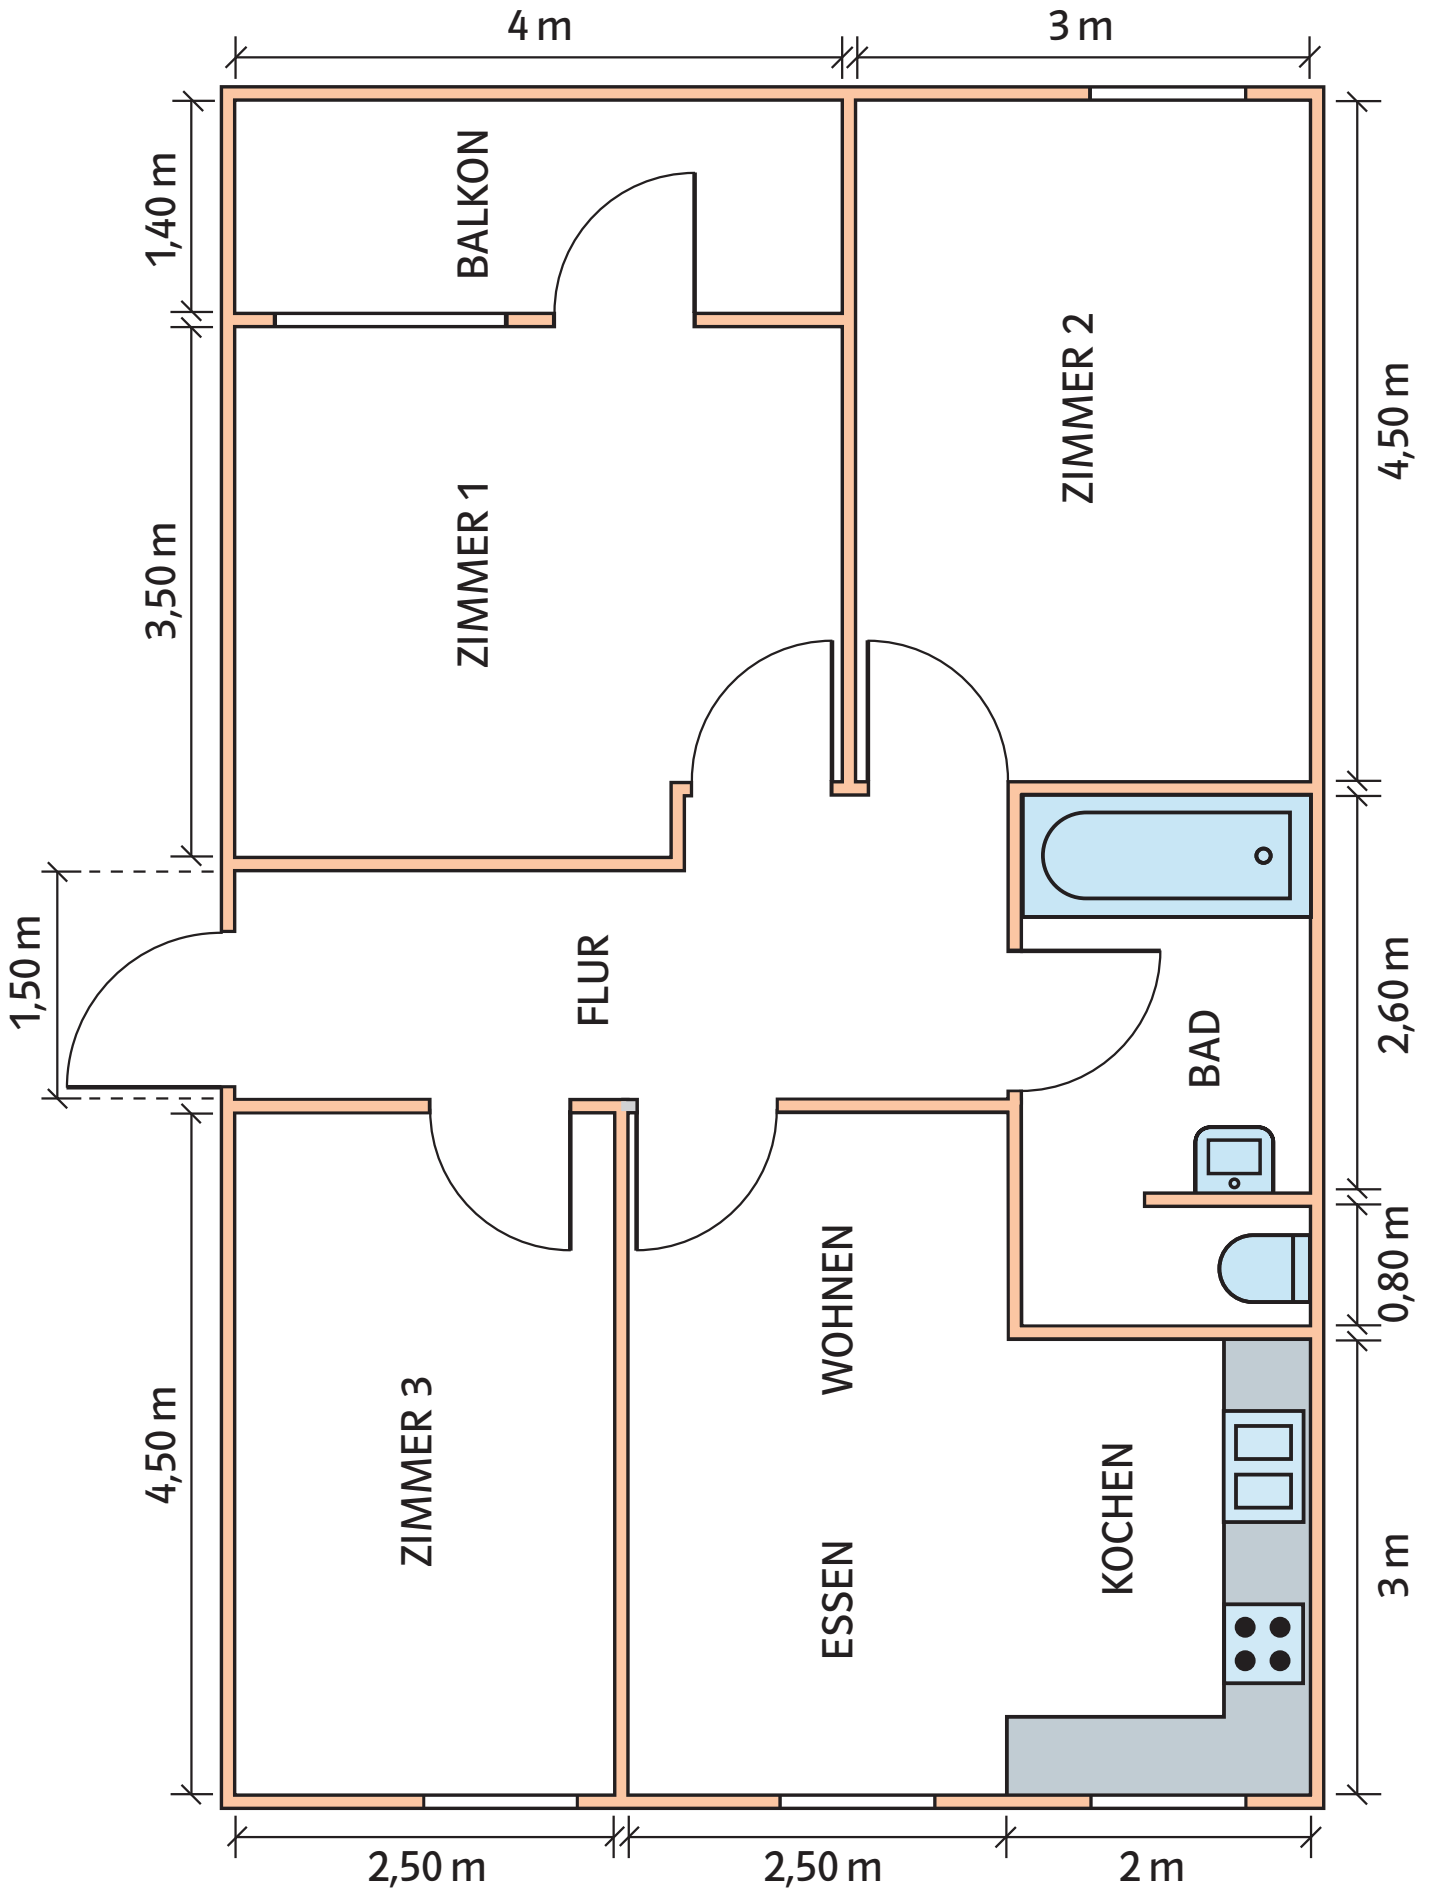 4 m
3 m
1,40 m
BALKON
ZIMMER 2
4,50 m
3,50 m
ZIMMER 1
1,50 m
FLUR
BAD
2,60 m
0,80 m
4,50 m
ZIMMER 3
WOHNEN
ESSEN
KOCHEN
3 m
2,50 m
2,50 m
2 m